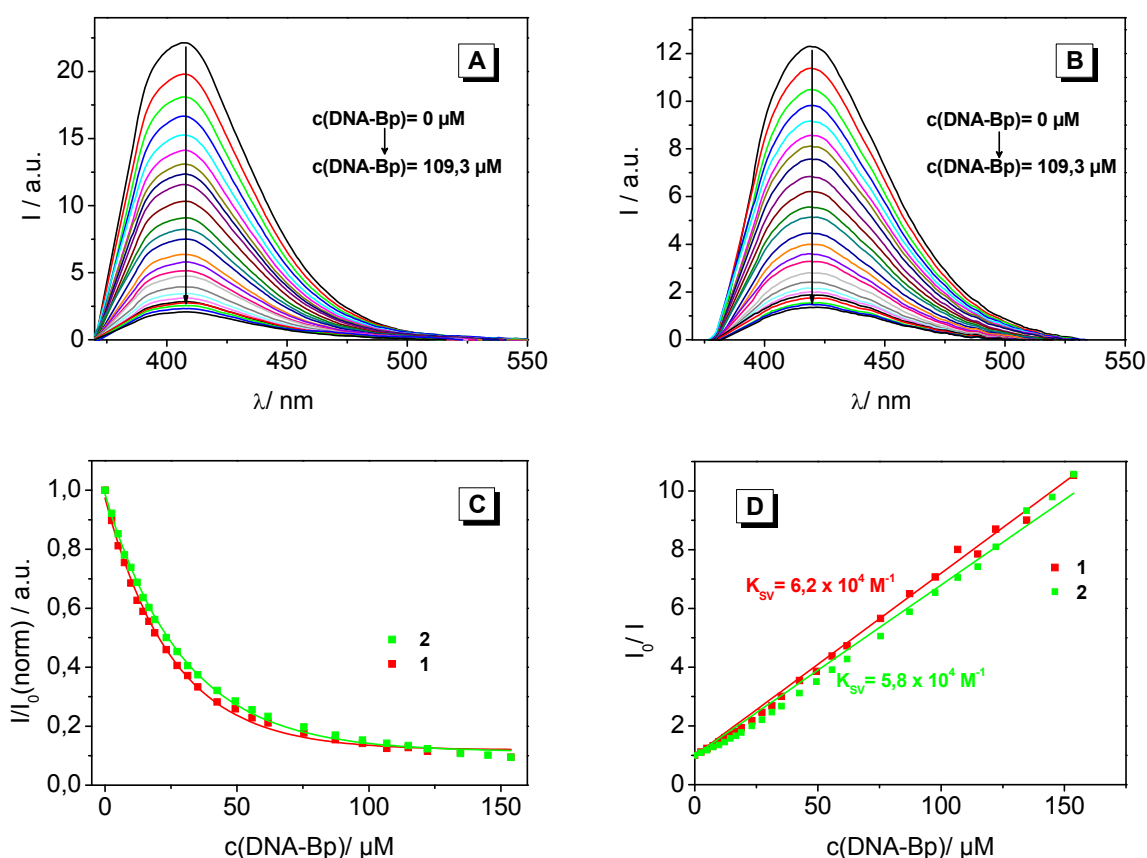 A
20
15
10
5
0
I / a.u.
c(DNA-Bp)= 0 µM
c(DNA-Bp)= 109,3 µM
400 450 500 550
λ/ nm
B
12
10
8
6
4
2
0
I / a.u.
c(DNA-Bp)= 0 µM
c(DNA-Bp)= 109,3 µM
400 450 500 550
λ/ nm
C
1,0
0,8
0,6
0,4
0,2
0,0
I/I0(norm) / a.u.
2
1
0 50 100 150
c(DNA-Bp)/ µM
D
10
8
6
4
2
0
I0/ I
1
2
KSV = 6,2 x 10⁴ M⁻¹
KSV = 5,8 x 10⁴ M⁻¹
0 25 50 75 100 125 150
c(DNA-Bp)/ µM